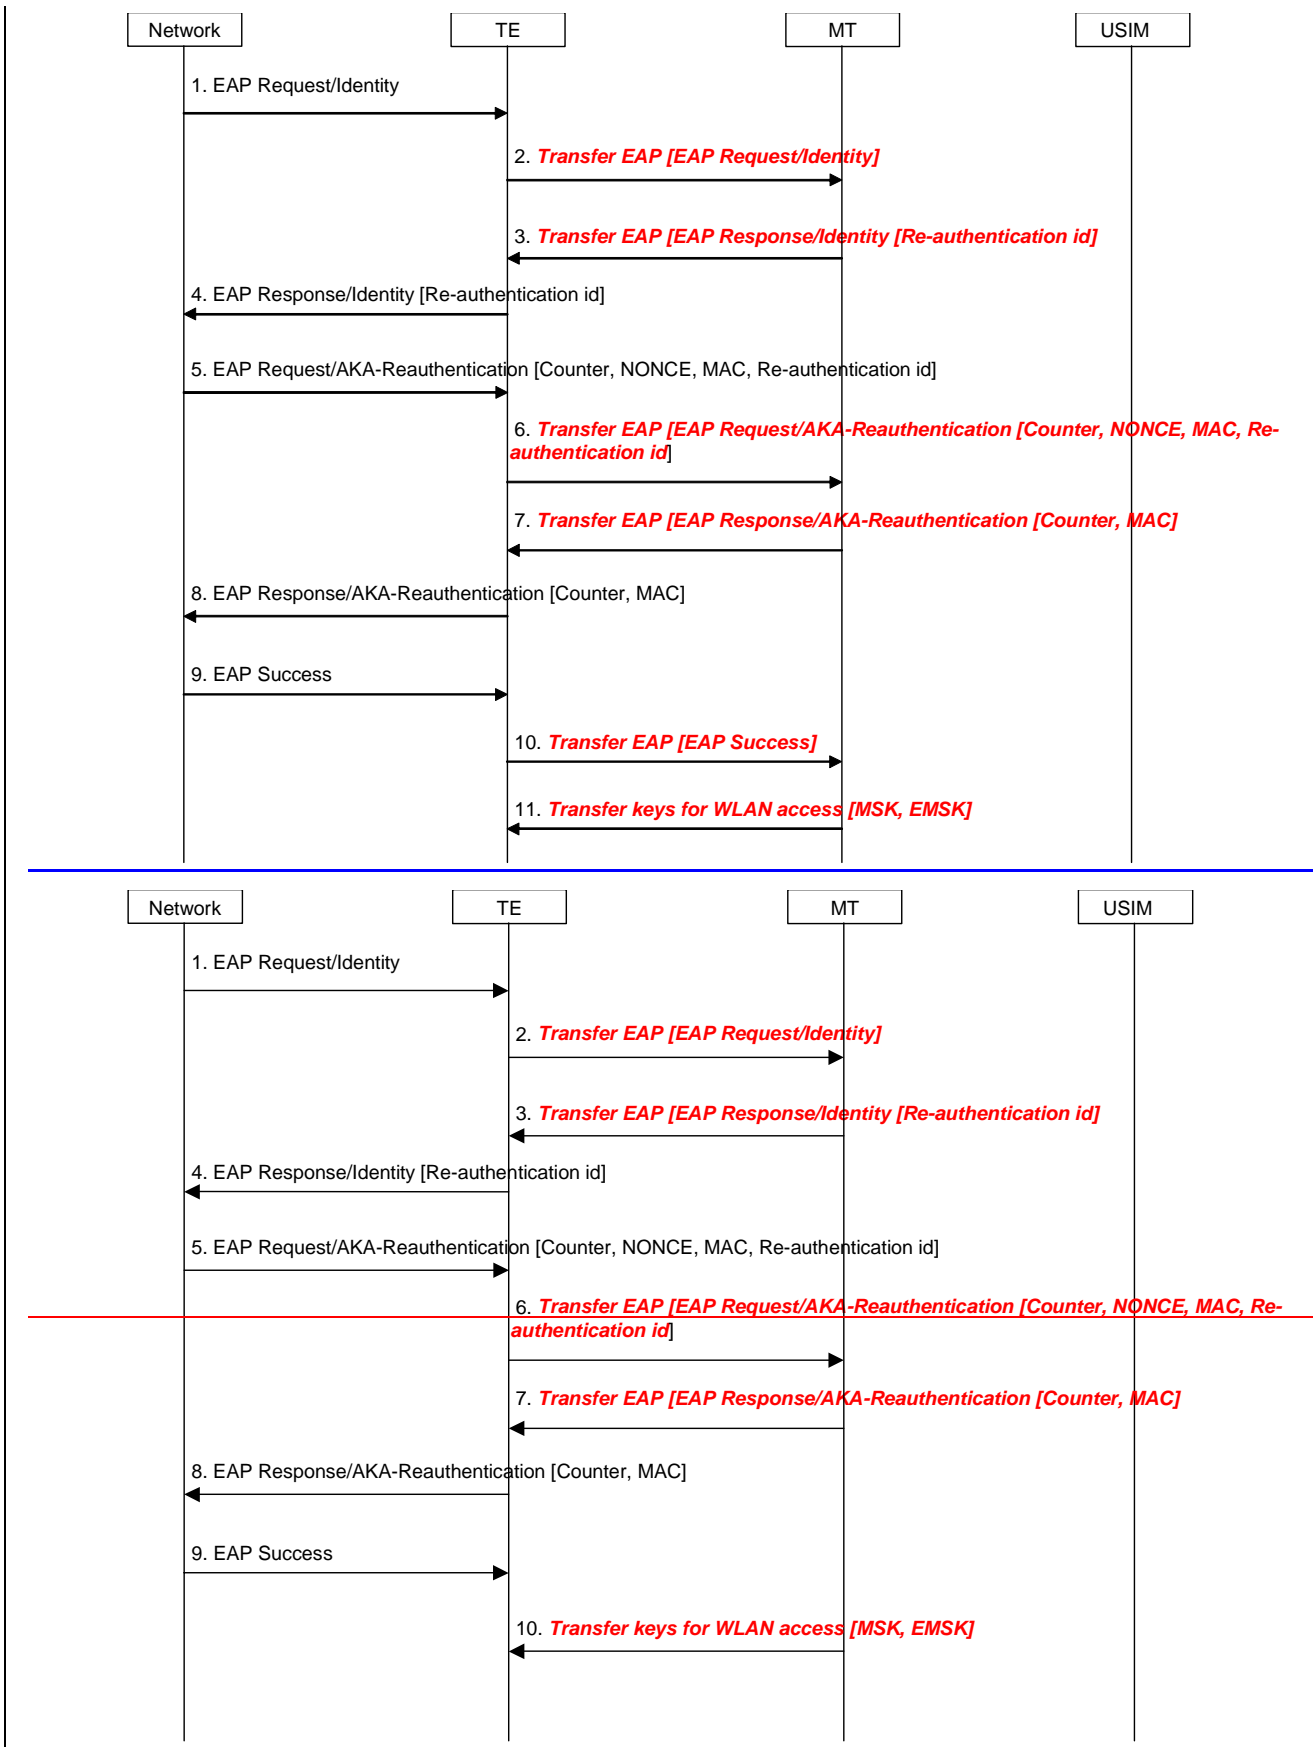 Network TE MT USIM
1. EAP Request/Identity
2. Transfer EAP [EAP Request/Identity]
3. Transfer EAP [EAP Response/Identity [Re-authentication id]
4. EAP Response/Identity [Re-authentication id]
5. EAP Request/AKA-Reauthentication [Counter, NONCE, MAC, Re-authentication id]
6. Transfer EAP [EAP Request/AKA-Reauthentication [Counter, NONCE, MAC, Re-
authentication id]
7. Transfer EAP [EAP Response/AKA-Reauthentication [Counter, MAC]
8. EAP Response/AKA-Reauthentication [Counter, MAC]
9. EAP Success
10. Transfer EAP [EAP Success]
11. Transfer keys for WLAN access [MSK, EMSK]
Network TE MT USIM
1. EAP Request/Identity
2. Transfer EAP [EAP Request/Identity]
3. Transfer EAP [EAP Response/Identity [Re-authentication id]
4. EAP Response/Identity [Re-authentication id]
5. EAP Request/AKA-Reauthentication [Counter, NONCE, MAC, Re-authentication id]
6. Transfer EAP [EAP Request/AKA-Reauthentication [Counter, NONCE, MAC, Re-
authentication id]
7. Transfer EAP [EAP Response/AKA-Reauthentication [Counter, MAC]
8. EAP Response/AKA-Reauthentication [Counter, MAC]
9. EAP Success
10. Transfer keys for WLAN access [MSK, EMSK]